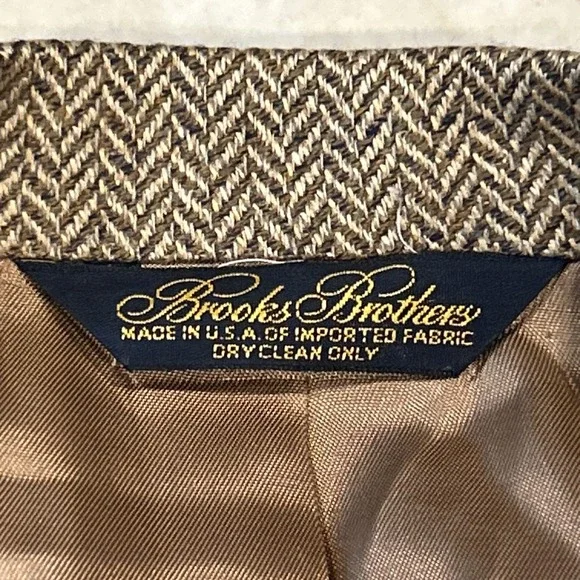 Brooks Brothers
MADE IN U.S.A. OF IMPORTED FABRIC
DRY CLEAN ONLY